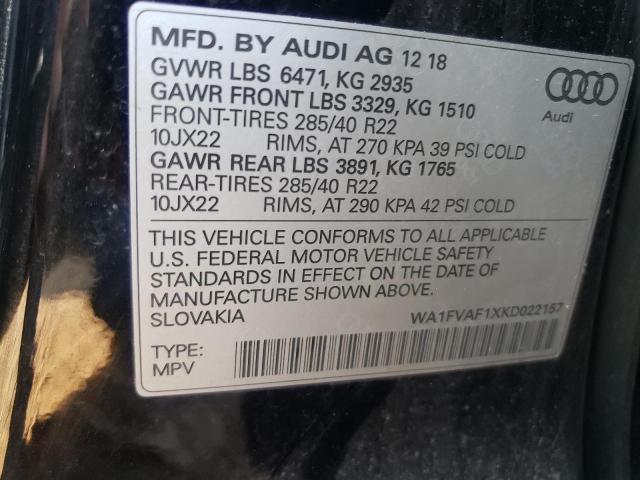 MFD. BY AUDI AG 12 18
GVWR LBS 6471, KG 2935
GAWR FRONT LBS 3329, KG 1510
FRONT-TIRES 285/40 R22
10JX22 RIMS, AT 270 KPA 39 PSI COLD
GAWR REAR LBS 3891, KG 1765
REAR-TIRES 285/40 R22
10JX22 RIMS, AT 290 KPA 42 PSI COLD
Audi
THIS VEHICLE CONFORMS TO ALL APPLICABLE
U.S. FEDERAL MOTOR VEHICLE SAFETY
STANDARDS IN EFFECT ON THE DATE OF
MANUFACTURE SHOWN ABOVE.
SLOVAKIA WA1FVAF1XKD022157
TYPE:
MPV